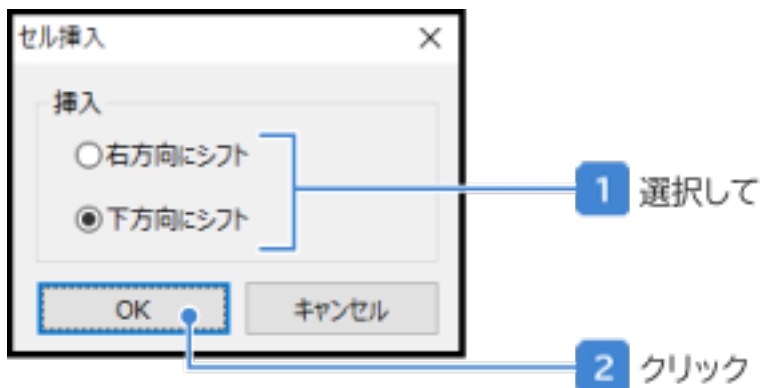 セル挿入
挿入
右方向にシフト
1 選択して
下方向にシフト
OK キャンセル
2 クリック